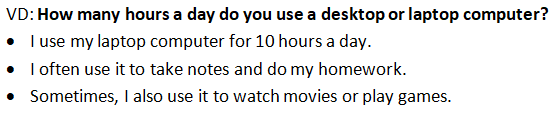 VD: How many hours a day do you use a desktop or laptop computer?
• I use my laptop computer for 10 hours a day.
• I often use it to take notes and do my homework.
• Sometimes, I also use it to watch movies or play games.